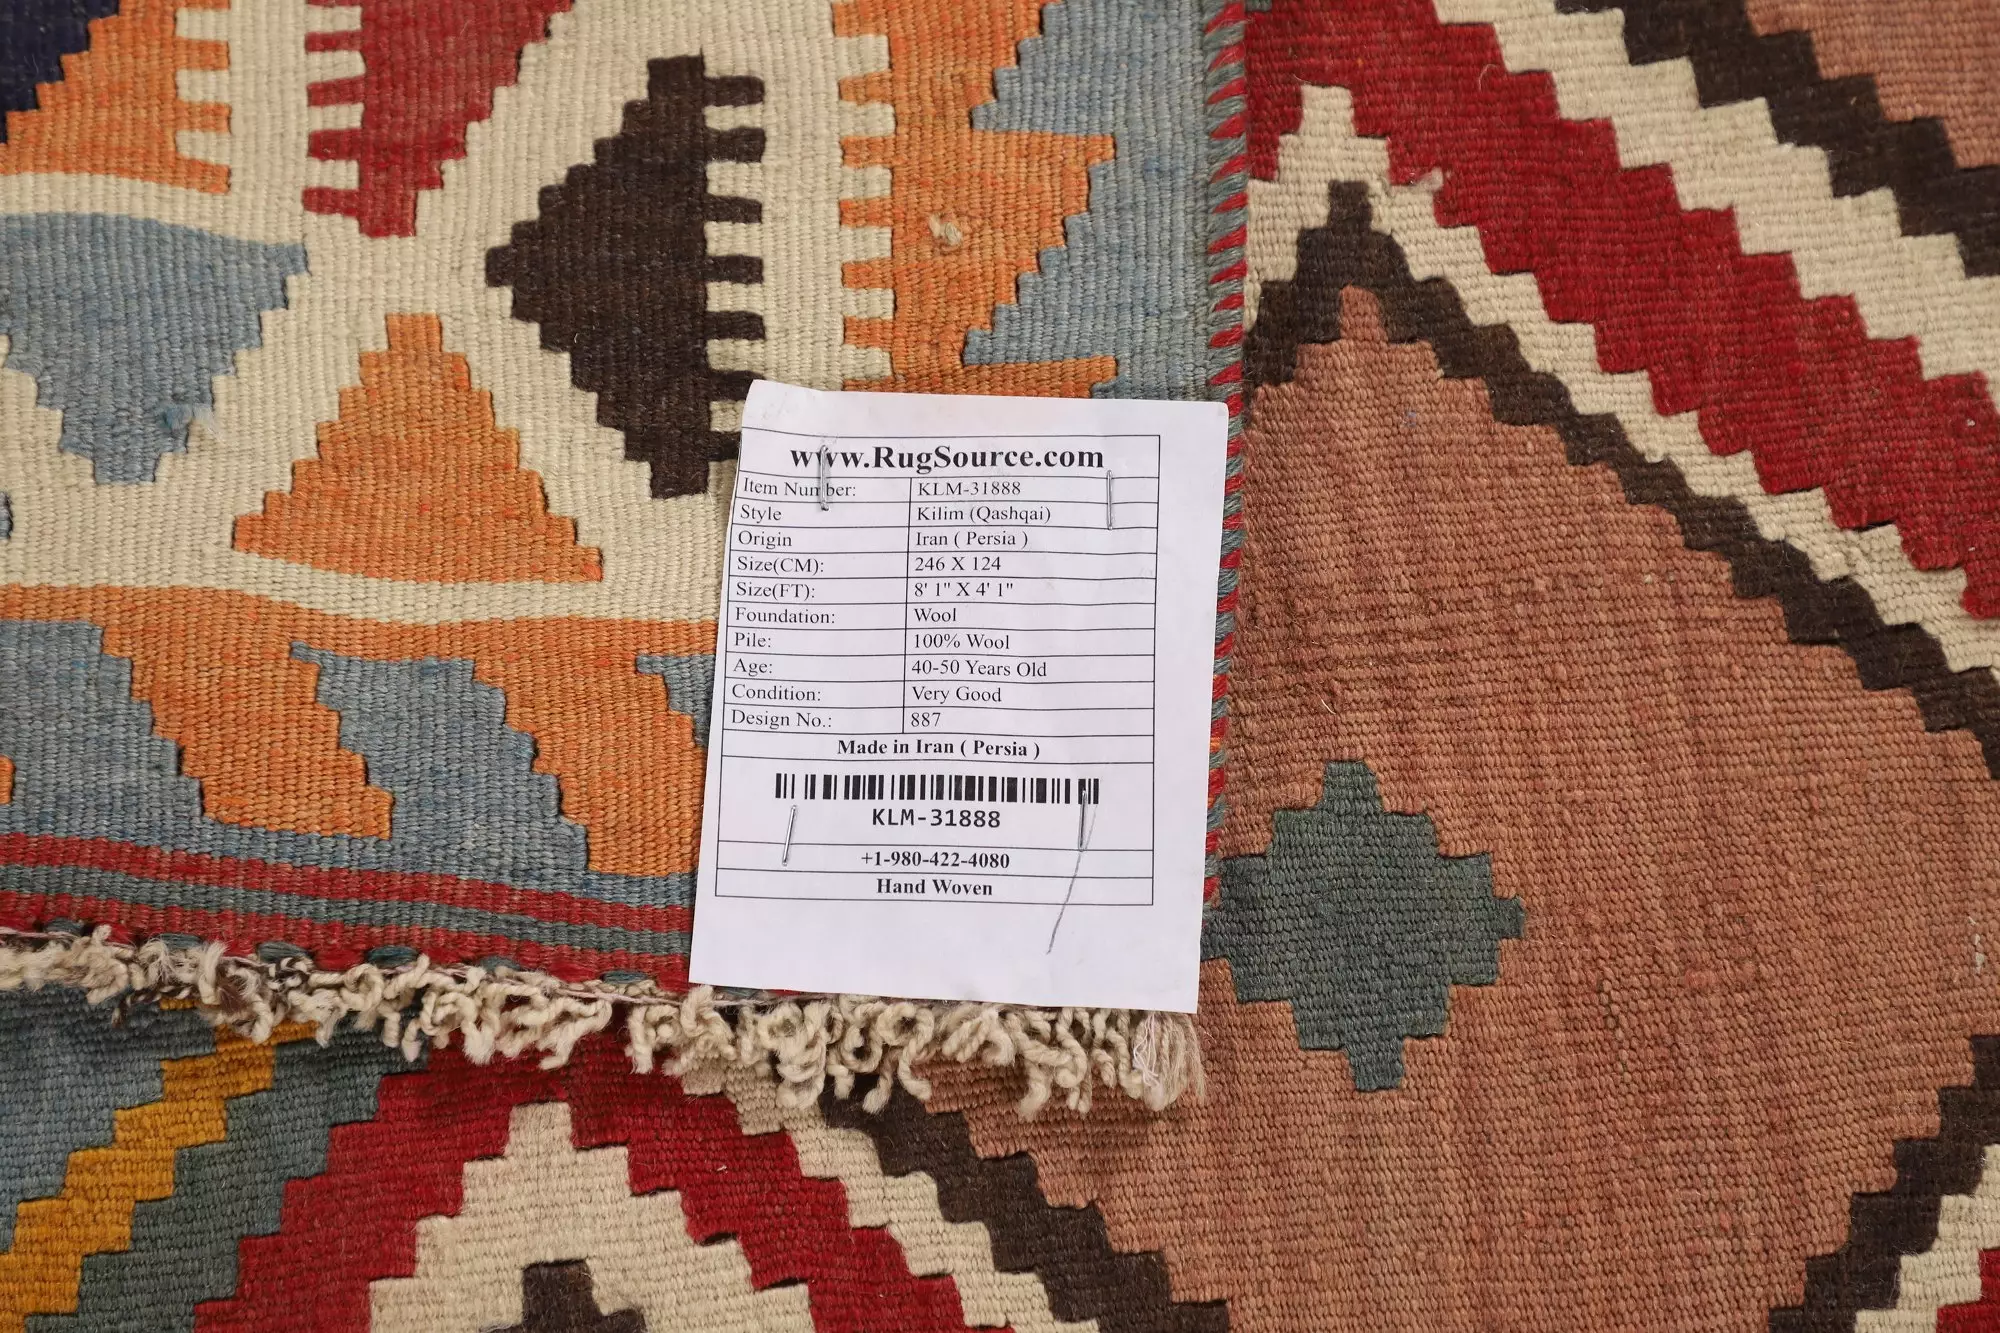 www.RugSource.com
Item Number: KLM-31888
Style Kilim (Qashqai)
Origin Iran ( Persia )
Size(CM): 246 X 124
Size(FT): 8' 1" X 4' 1"
Foundation: Wool
Pile: 100% Wool
Age: 40-50 Years Old
Condition: Very Good
Design No.: 887
Made in Iran ( Persia )
KLM-31888
+1-980-422-4080
Hand Woven